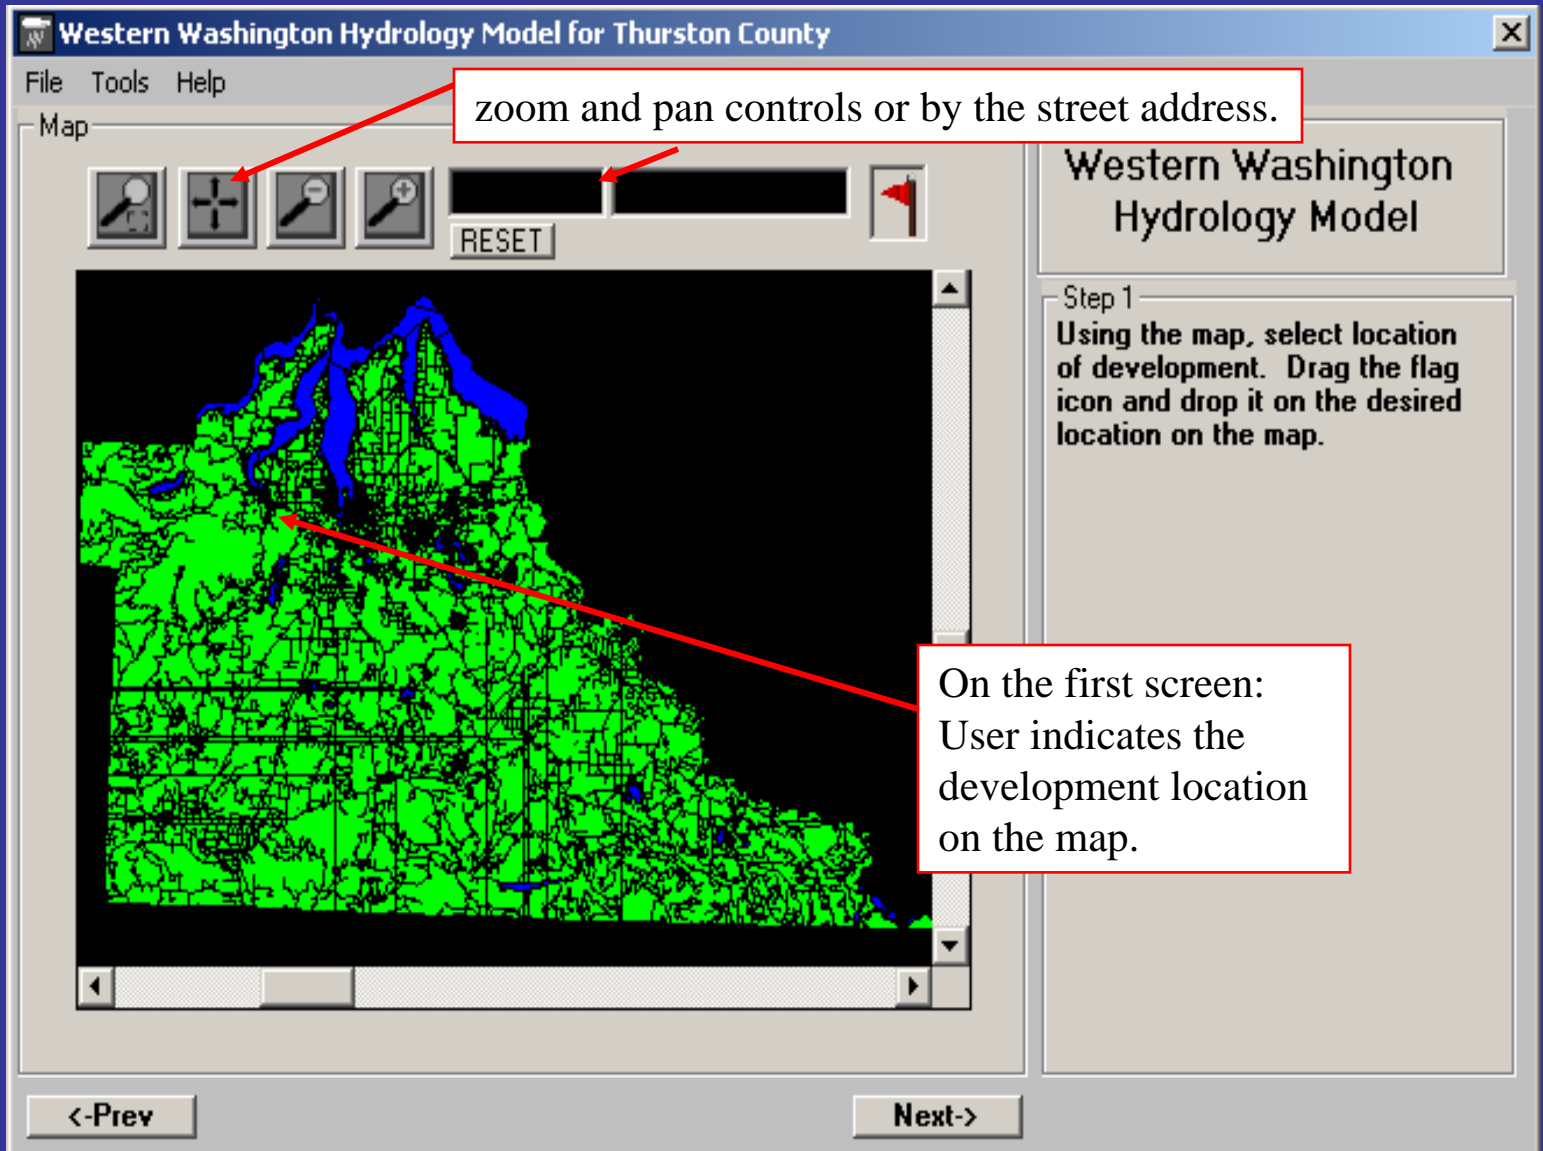 Western Washington Hydrology Model for Thurston County
File Tools Help
zoom and pan controls or by the street address.
Map
RESET
Western Washington
Hydrology Model
Step 1
Using the map, select location
of development. Drag the flag
icon and drop it on the desired
location on the map.
On the first screen:
User indicates the
development location
on the map.
<-Prev
Next->